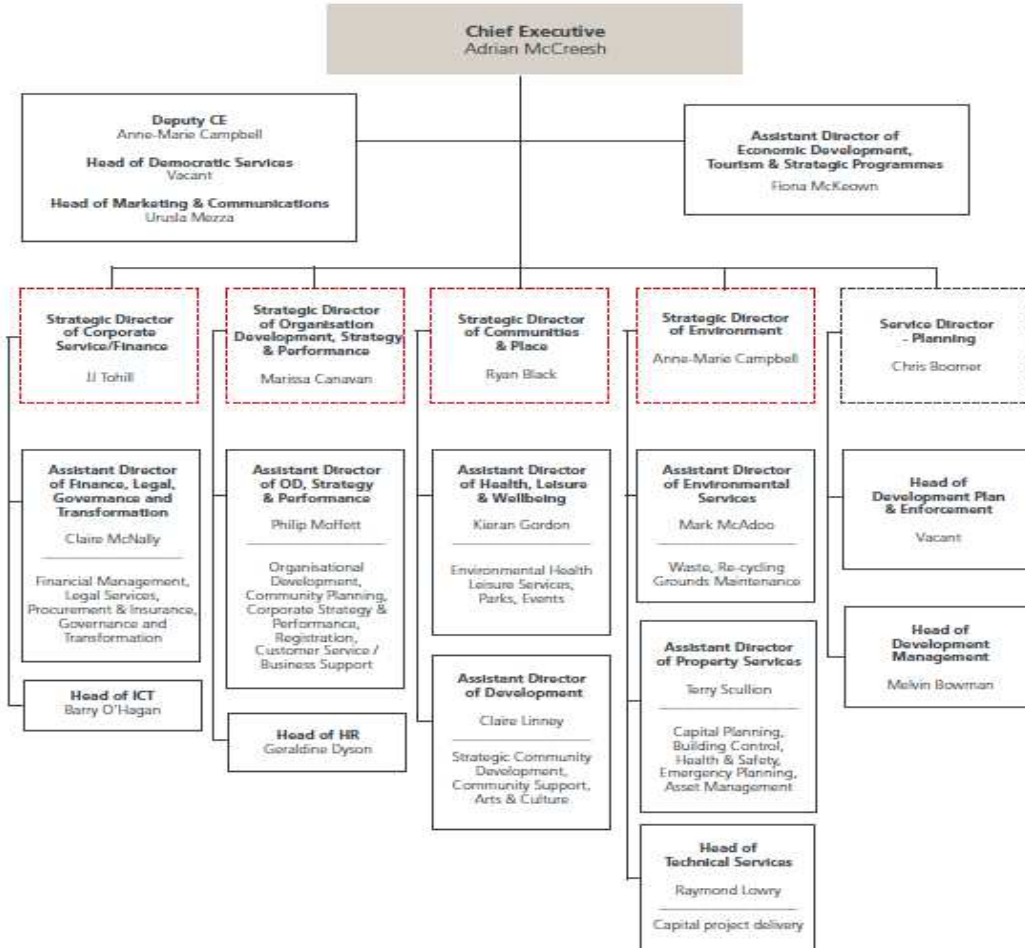 Chief Executive
Adrian McCreesh
Deputy CE
Anne-Marie Campbell
Head of Democratic Services
Vacant
Head of Marketing & Communications
Urusla Mezza
Assistant Director of
Economic Development,
Tourism & Strategic Programmes
Fiona McKeown
Strategic Director
of Corporate
Service/Finance
JJ Tohill
Strategic Director
of Organisation
Development, Strategy
& Performance
Marissa Canavan
Strategic Director
of Communities
& Place
Ryan Black
Strategic Director
of Environment
Anne-Marie Campbell
Service Director
- Planning
Chris Boomer
Assistant Director
of Finance, Legal,
Governance and
Transformation
Claire McNally
Financial Management,
Legal Services,
Procurement & Insurance,
Governance and
Transformation
Head of ICT
Barry O'Hagan
Assistant Director
of OD, Strategy
& Performance
Philip Moffett
Organisational
Development,
Community Planning,
Corporate Strategy &
Performance,
Registration,
Customer Service /
Business Support
Head of HR
Geraldine Dyson
Assistant Director
of Health, Leisure
& Wellbeing
Kieran Gordon
Environmental Health
Leisure Services,
Parks, Events
Assistant Director
of Development
Claire Linney
Strategic Community
Development,
Community Support,
Arts & Culture
Assistant Director
of Environmental
Services
Mark McAdoo
Waste, Re-cycling
Grounds Maintenance
Assistant Director
of Property Services
Terry Scullion
Capital Planning,
Building Control,
Health & Safety,
Emergency Planning,
Asset Management
Head of
Technical Services
Raymond Lowry
Capital project delivery
Head of
Development Plan
& Enforcement
Vacant
Head of
Development
Management
Melvin Bowman